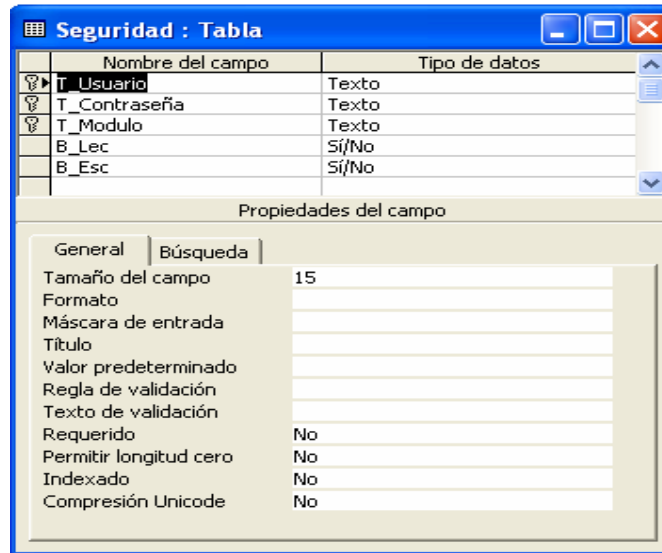 Seguridad : Tabla
Nombre del campo Tipo de datos
T_Usuario Texto
T_Contraseña Texto
T_Modulo Texto
B_Lec Sí/No
B_Esc Sí/No
Propiedades del campo
General Búsqueda
Tamaño del campo 15
Formato
Máscara de entrada
Título
Valor predeterminado
Regla de validación
Texto de validación
Requerido No
Permitir longitud cero No
Indexado No
Compresión Unicode No